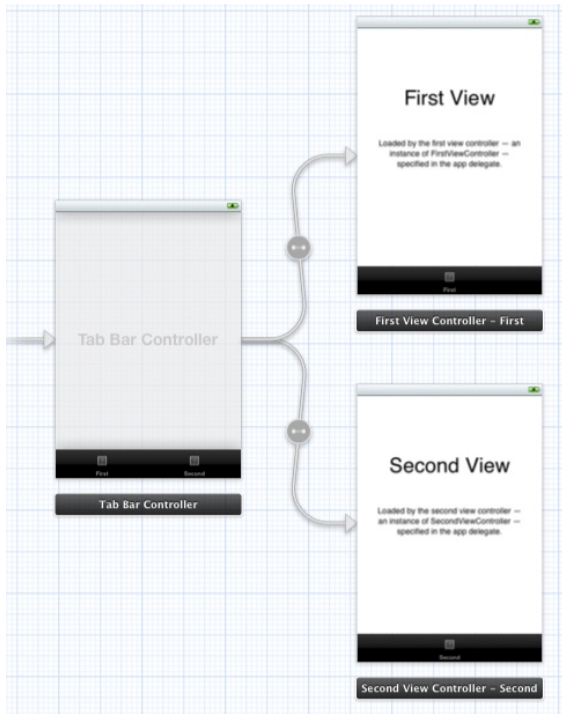 First View
Loaded by the first view controller — an
instance of FirstViewController —
specified in the app delegate.
First
First View Controller – First
Tab Bar Controller
First
Second
Tab Bar Controller
Second View
Loaded by the second view controller —
an instance of SecondViewController —
specified in the app delegate.
Second
Second View Controller – Second